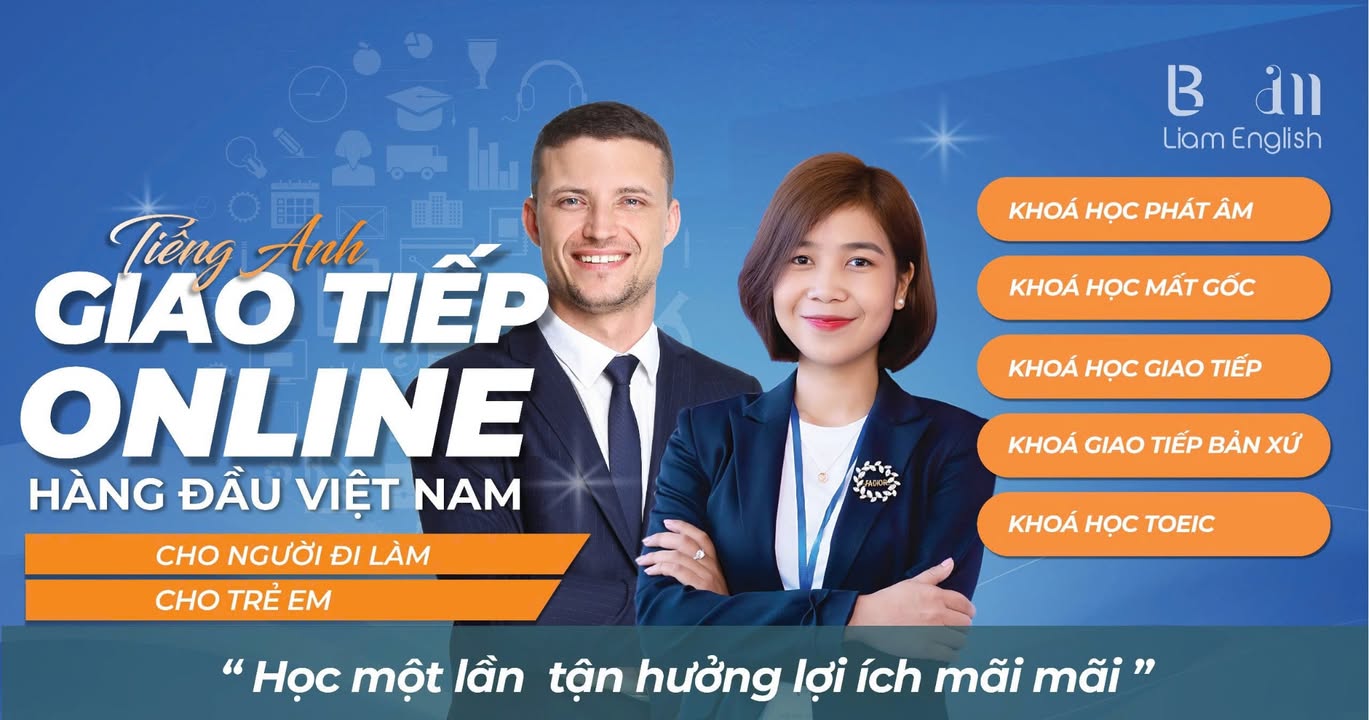 Tiếng Anh
GIAO TIẾP
ONLINE
HÀNG ĐẦU VIỆT NAM
CHO NGƯỜI ĐI LÀM
CHO TRẺ EM
Liam English
KHOÁ HỌC PHÁT ÂM
KHOÁ HỌC MẤT GỐC
KHOÁ HỌC GIAO TIẾP
KHOÁ GIAO TIẾP BẢN XỨ
KHOÁ HỌC TOEIC
“ Học một lần tận hưởng lợi ích mãi mãi ”